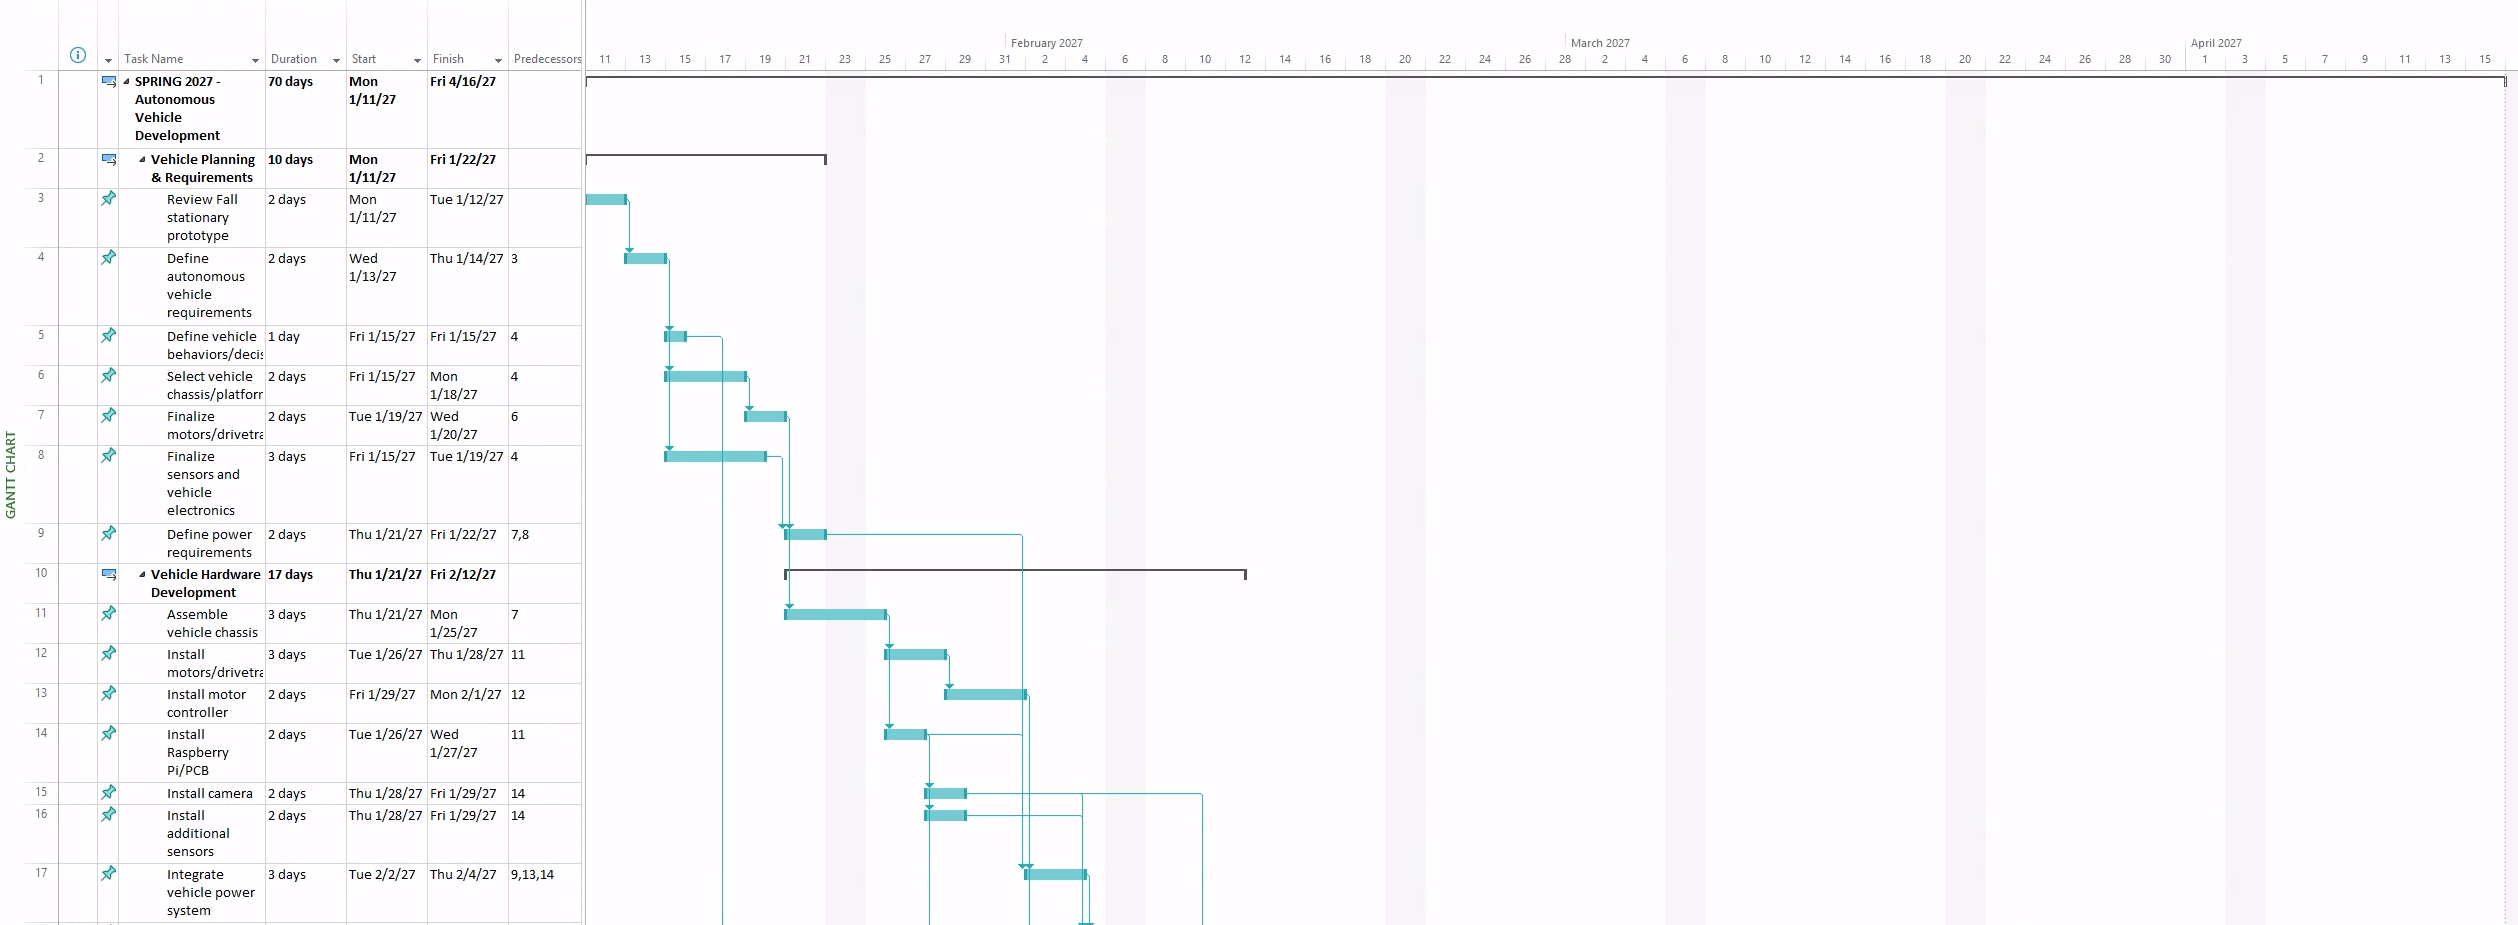 February 2027 March 2027 April 2027
Task Name Duration Start Finish Predecessors 11 13 15 17 19 21 23 25 27 29 31 2 4 6 8 10 12 14 16 18 20 22 24 26 28 2 4 6 8 10 12 14 16 18 20 22 24 26 28 30 1 3 5 7 9 11 13 15
1 SPRING 2027 - 70 days Mon Fri 4/16/27
Autonomous 1/11/27
Vehicle
Development
2 Vehicle Planning 10 days Mon Fri 1/22/27
& Requirements 1/11/27
3 Review Fall 2 days Mon Tue 1/12/27
stationary 1/11/27
prototype
4 Define 2 days Wed Thu 1/14/27 3
autonomous 1/13/27
vehicle
requirements
5 Define vehicle 1 day Fri 1/15/27 Fri 1/15/27 4
behaviors/decis
6 Select vehicle 2 days Fri 1/15/27 Mon 4
chassis/platforr 1/18/27
7 Finalize 2 days Tue 1/19/27 Wed 6
motors/drivetra 1/20/27
8 Finalize 3 days Fri 1/15/27 Tue 1/19/27 4
sensors and
vehicle
electronics
9 Define power 2 days Thu 1/21/27 Fri 1/22/27 7,8
requirements
10 Vehicle Hardware 17 days Thu 1/21/27 Fri 2/12/27
Development
11 Assemble 3 days Thu 1/21/27 Mon 7
vehicle chassis 1/25/27
12 Install 3 days Tue 1/26/27 Thu 1/28/27 11
motors/drivetra
13 Install motor 2 days Fri 1/29/27 Mon 2/1/27 12
controller
14 Install 2 days Tue 1/26/27 Wed 11
Raspberry 1/27/27
Pi/PCB
15 Install camera 2 days Thu 1/28/27 Fri 1/29/27 14
16 Install 2 days Thu 1/28/27 Fri 1/29/27 14
additional
sensors
17 Integrate 3 days Tue 2/2/27 Thu 2/4/27 9,13,14
vehicle power
system
GANTT CHART